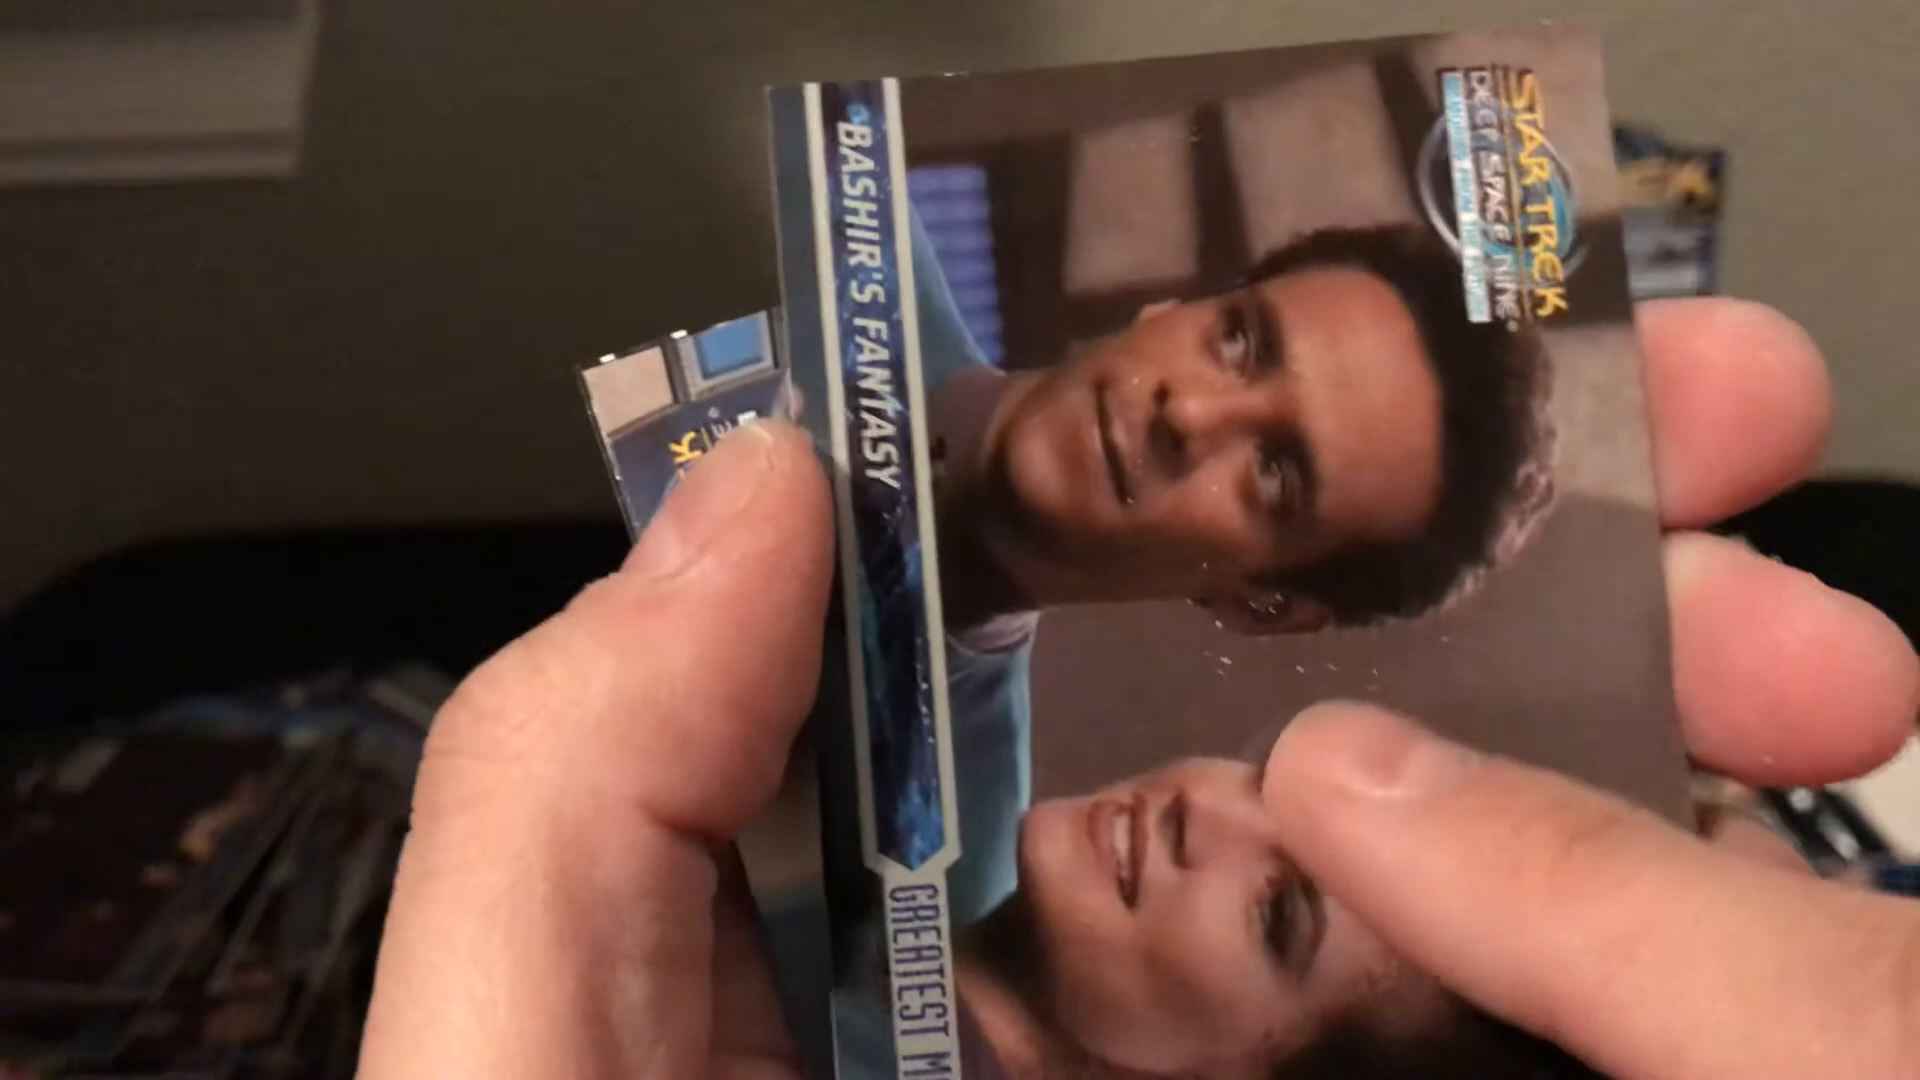 STAR TREK
DEEP SPACE NINE
BASHIR'S FANTASY
GREATEST M
K
E